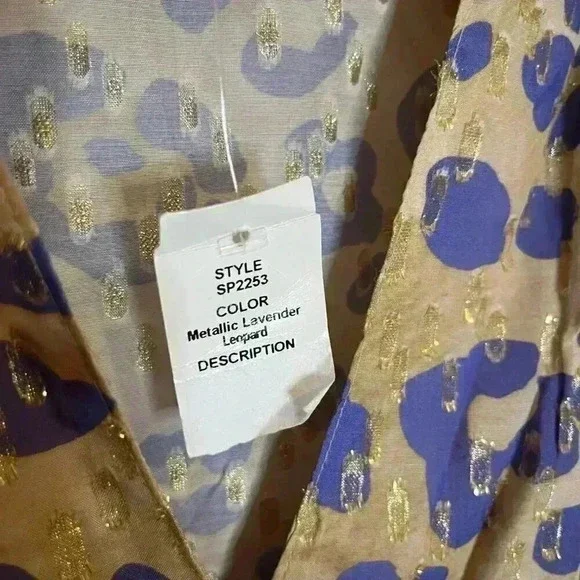 STYLE
SP2253
COLOR
Metallic Lavender
Leopard
DESCRIPTION